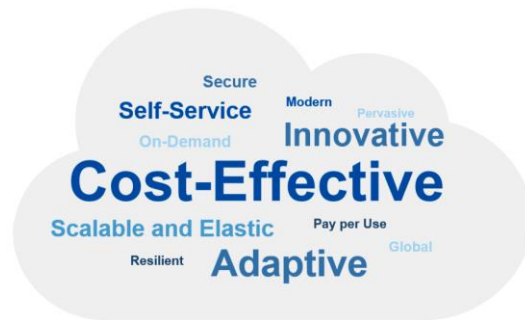 Secure
Self-Service
Modern
Pervasive
On-Demand
Innovative
Cost-Effective
Scalable and Elastic
Pay per Use
Global
Resilient
Adaptive